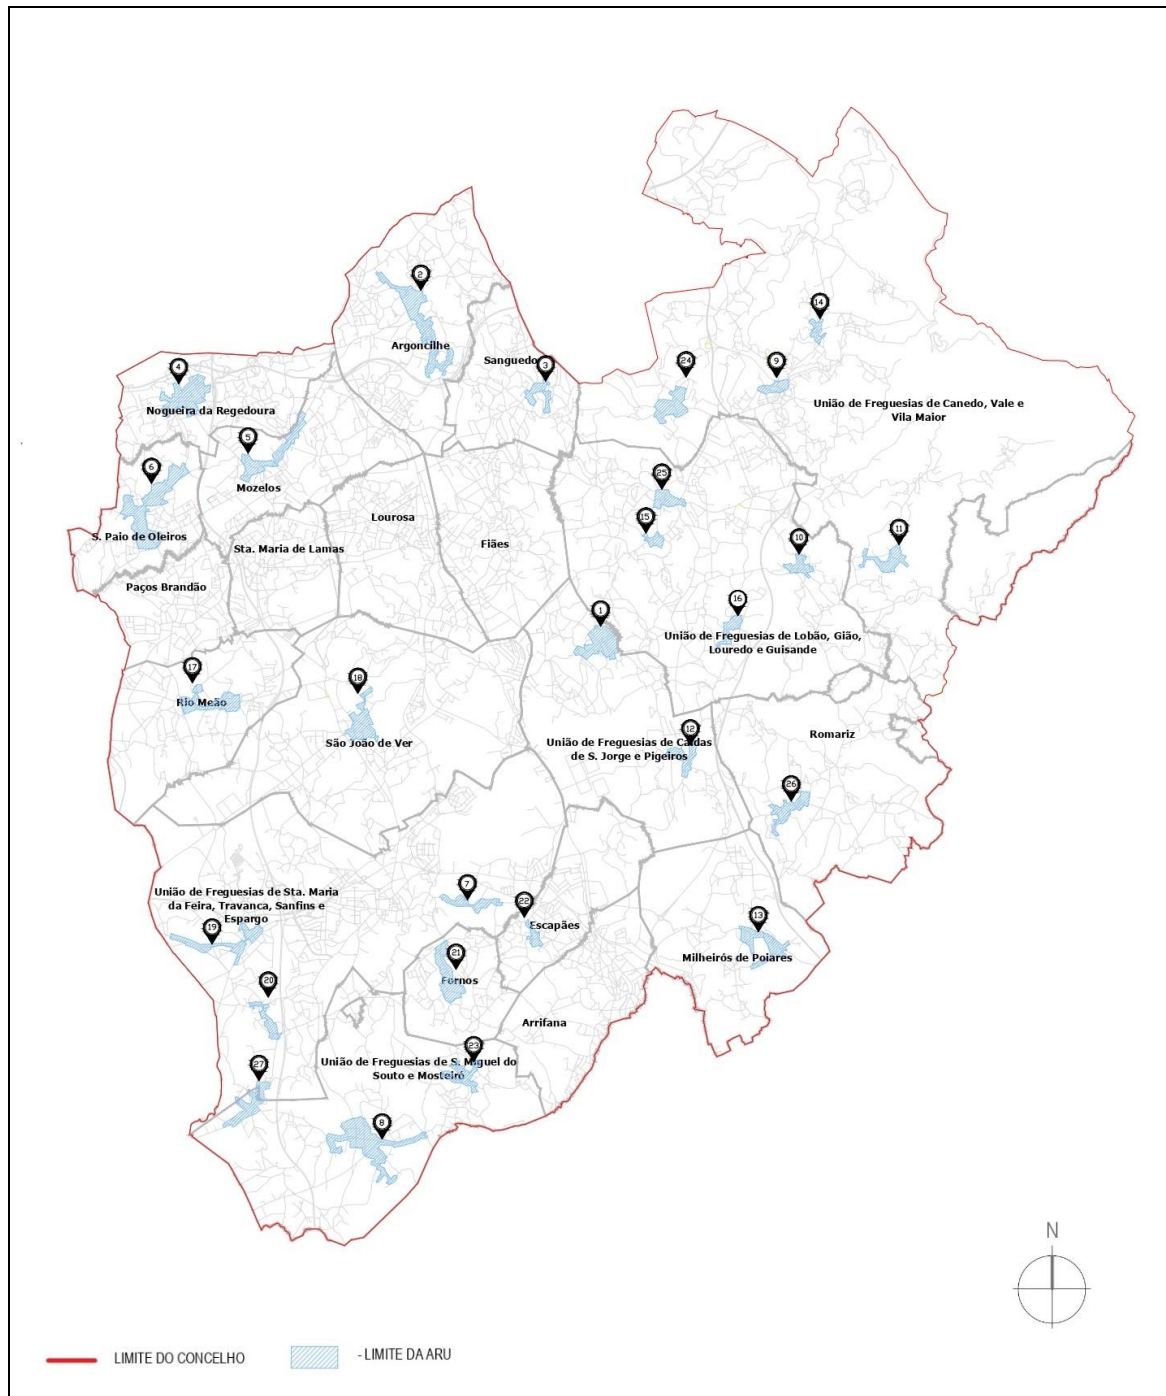 14
2
Argoncilhe
Sanguedo
3
24
9
4
Nogueira da Regedoura
União de Freguesias de Canedo, Vale e
Vila Maior
5
6
Mozelos
25
Lourosa
15
S. Paio de Oleiros
Sta. Maria de Lamas
Fiães
10
11
Paços Brandão
1
16
União de Freguesias de Lobão, Gião,
Louredo e Guisande
17
Rio Meão
18
São João de Ver
12
União de Freguesias de Caldas
de S. Jorge e Pigeiros
Romariz
26
União de Freguesias de Sta. Maria
da Feira, Travanca, Sanfins e
Espargo
7
22
Escapães
19
13
Milheirós de Poiares
21
Fornos
20
Arrifana
23
União de Freguesias de S. Miguel do
Souto e Mosteiró
27
8
N
LIMITE DO CONCELHO
- LIMITE DA ARU